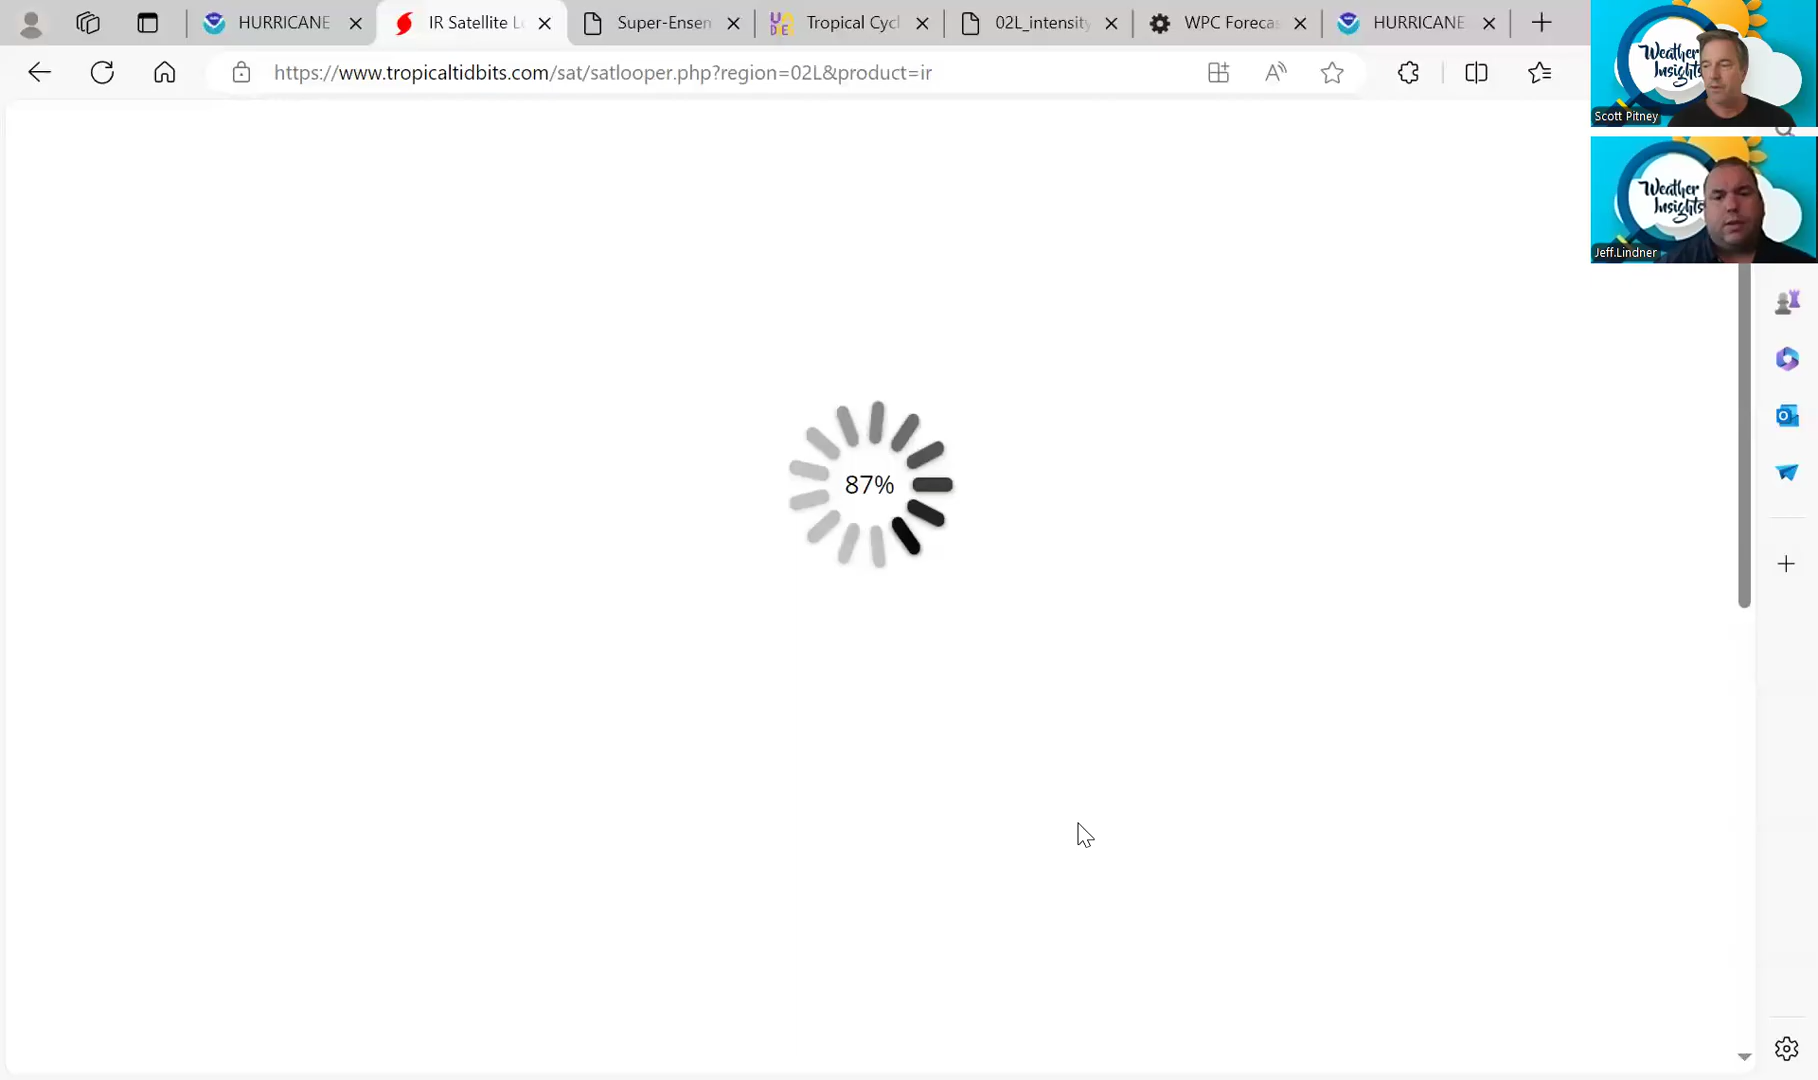 HURRICANE
IR Satellite Lo
Super-Ensen
Tropical Cycl
02L_intensity
WPC Foreca
HURRICANE
https://www.tropicaltidbits.com/sat/satlooper.php?region=02L&product=ir
Weather
Insights
Scott Pitney
Weather
Insights
Jeff.Lindner
87%